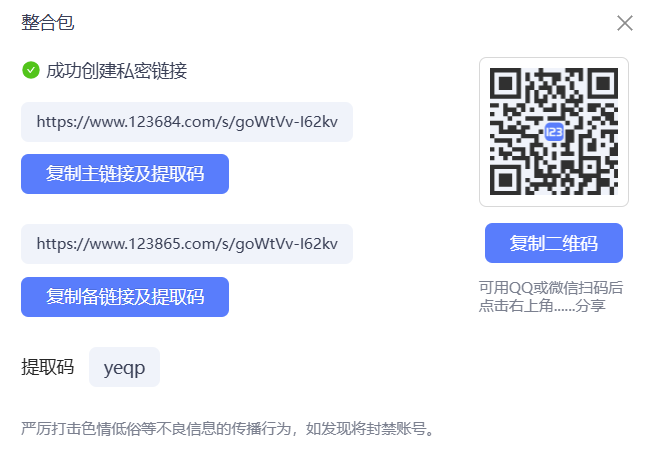 整合包
成功创建私密链接
https://www.123684.com/s/goWtVv-I62kv
复制主链接及提取码
https://www.123865.com/s/goWtVv-I62kv
复制备链接及提取码
提取码 yeqp
123
复制二维码
可用QQ或微信扫码后
点击右上角......分享
严厉打击色情低俗等不良信息的传播行为，如发现将封禁账号。